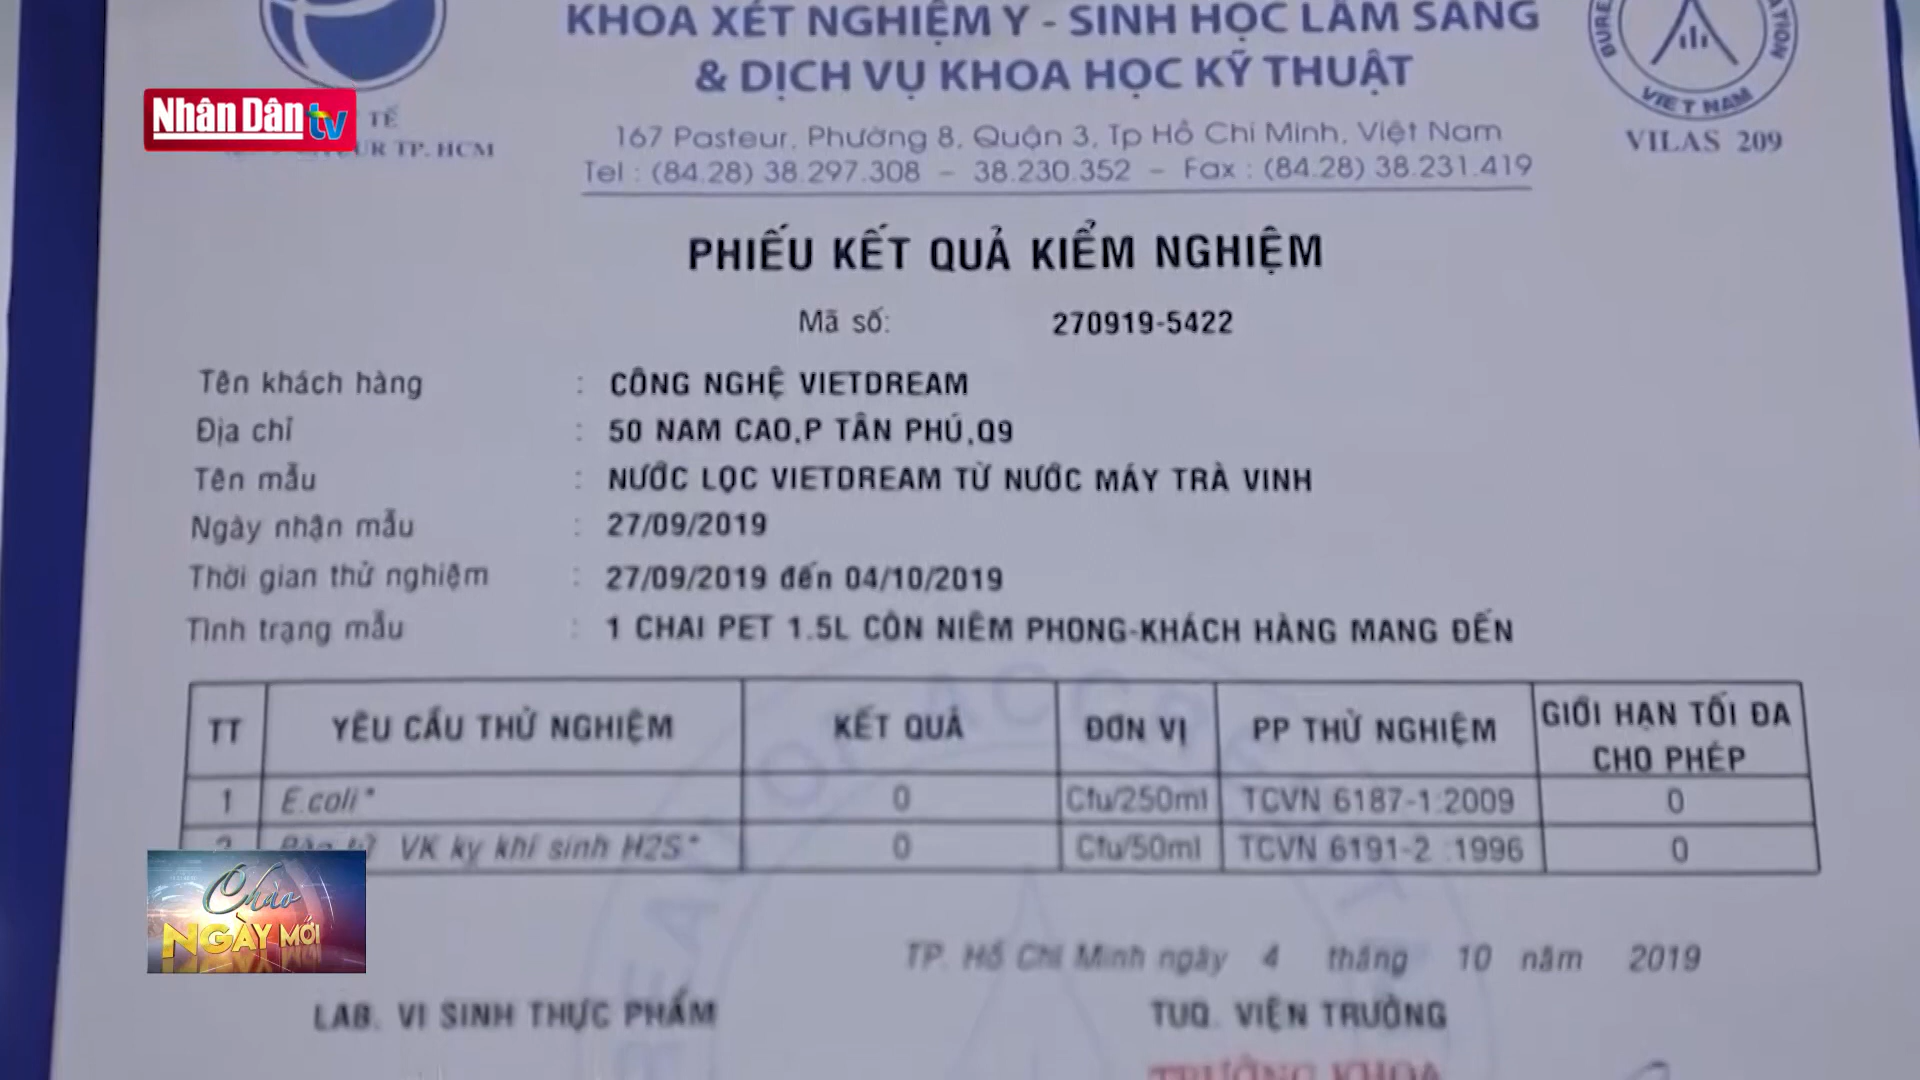 KHOA XÉT NGHIỆM Y - SINH HỌC LÂM SÀNG
& DỊCH VỤ KHOA HỌC KỸ THUẬT
167 Pasteur, Phường 8, Quận 3, Tp Hồ Chí Minh, Việt Nam
Tel : (84.28) 38.297.308 – 38.230.352 – Fax : (84.28) 38.231.419
Nhân Dân tv
TẾ
TP. HCM
VIET NAM
VILAS 209
PHIẾU KẾT QUẢ KIỂM NGHIỆM
Mã số: 270919-5422
Tên khách hàng : CÔNG NGHỆ VIETDREAM
Địa chỉ : 50 NAM CAO,P TÂN PHÚ,Q9
Tên mẫu : NƯỚC LỌC VIETDREAM TỪ NƯỚC MÁY TRÀ VINH
Ngày nhận mẫu : 27/09/2019
Thời gian thử nghiệm : 27/09/2019 đến 04/10/2019
Tình trạng mẫu : 1 CHAI PET 1.5L CÒN NIÊM PHONG-KHÁCH HÀNG MANG ĐẾN
TT YÊU CẦU THỬ NGHIỆM KẾT QUẢ ĐƠN VỊ PP THỬ NGHIỆM GIỚI HẠN TỐI ĐA CHO PHÉP
1 E.coli* 0 Cfu/250ml TCVN 6187-1:2009 0
VK kỵ khí sinh H2S* 0 Cfu/50ml TCVN 6191-2 :1996 0
Chào
NGÀY MỚI
TP. Hồ Chí Minh ngày 4 tháng 10 năm 2019
LAB. VI SINH THỰC PHẨM
TUQ. VIỆN TRƯỞNG
TRƯỞNG KHOA